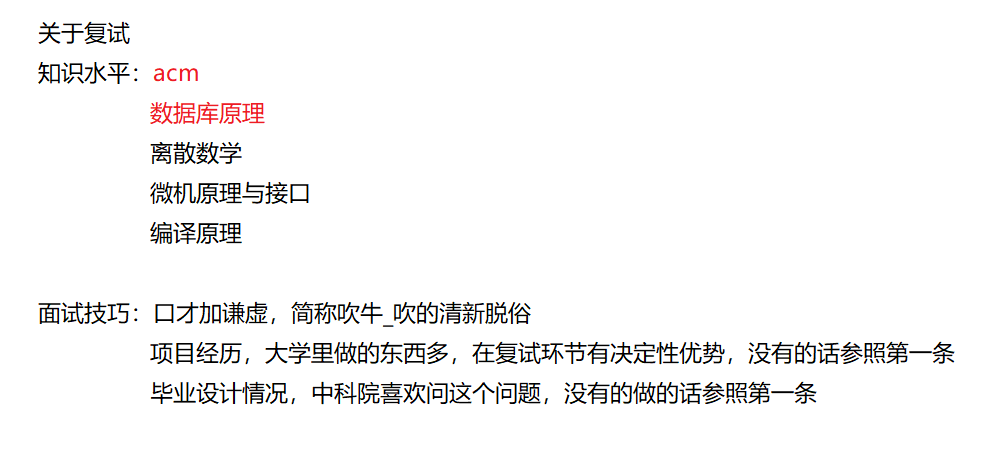 关于复试
知识水平：acm
数据库原理
离散数学
微机原理与接口
编译原理
面试技巧：口才加谦虚，简称吹牛_吹的清新脱俗
项目经历，大学里做的东西多，在复试环节有决定性优势，没有的话参照第一条
毕业设计情况，中科院喜欢问这个问题，没有的做的话参照第一条